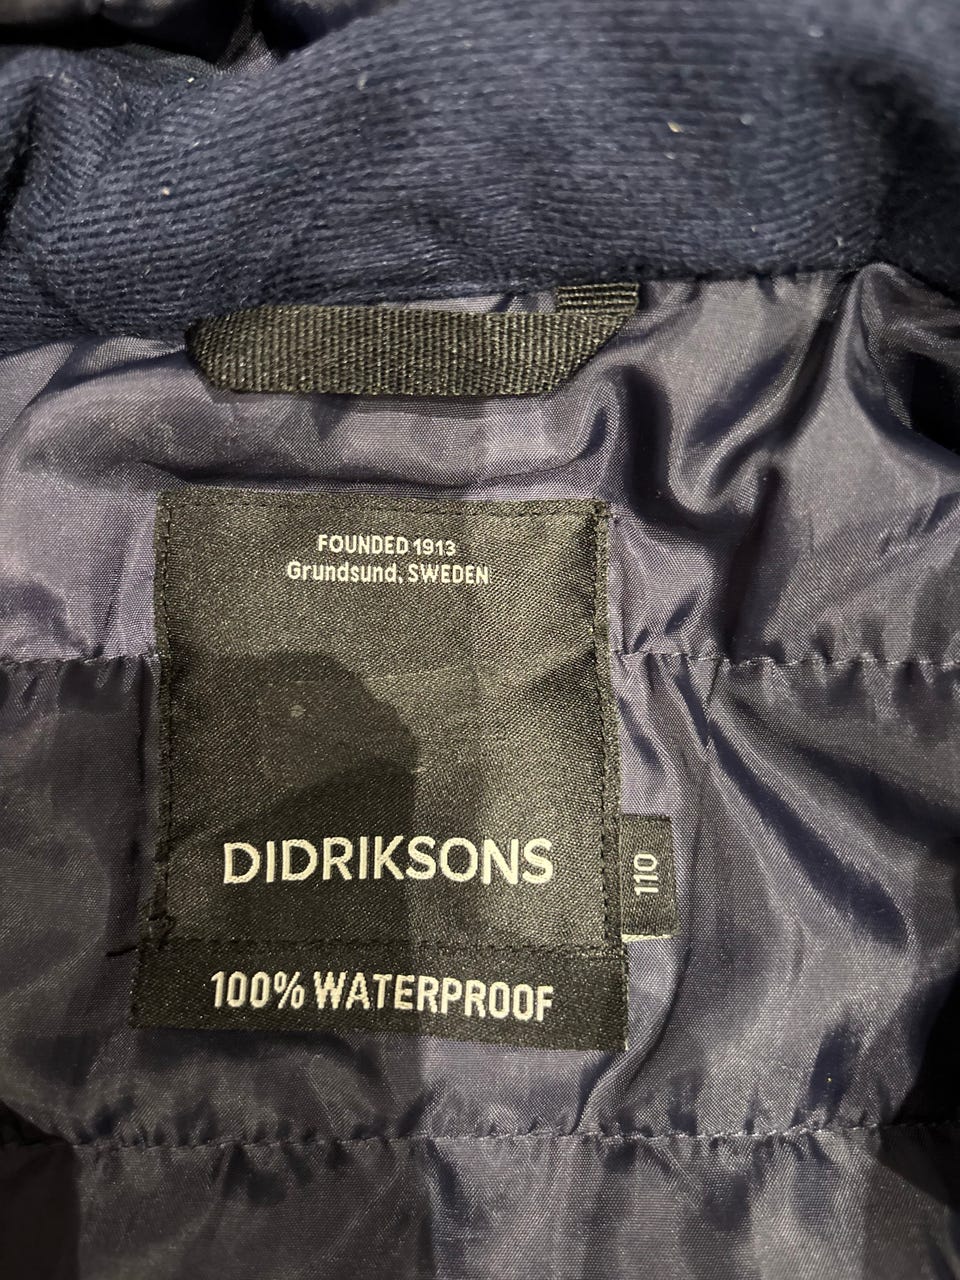 FOUNDED 1913
Grundsund, SWEDEN
DIDRIKSONS
110
100% WATERPROOF